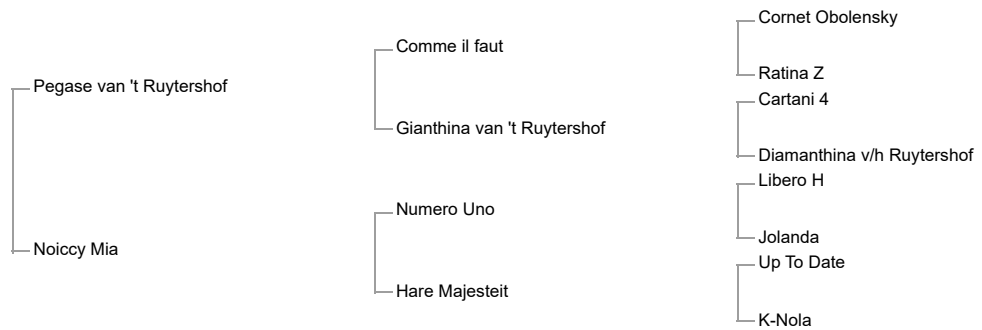 Cornet Obolensky
Comme il faut
Ratina Z
Pegase van 't Ruytershof
Cartani 4
Gianthina van 't Ruytershof
Diamanthina v/h Ruytershof
Libero H
Numero Uno
Jolanda
Noiccy Mia
Up To Date
Hare Majesteit
K-Nola